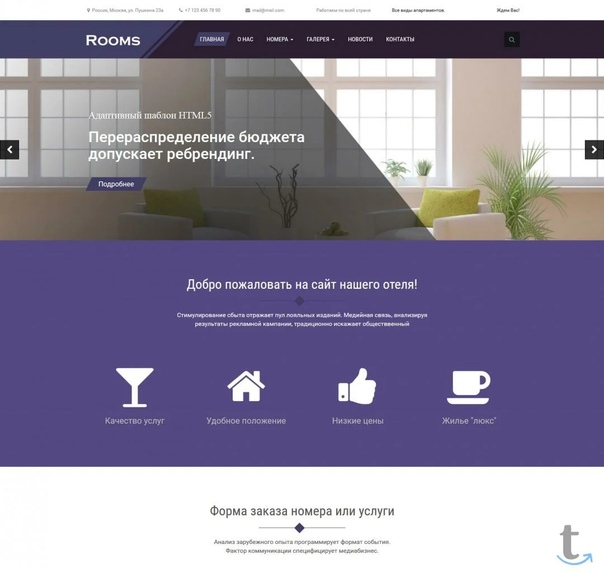 Россия, Москва, ул. Пушкина 23а +7 123 456 78 90 mail@mail.com Работаем по всей стране Все виды апартаментов. Ждем Вас!
ROOMS ГЛАВНАЯ О НАС НОМЕРА ГАЛЕРЕЯ НОВОСТИ КОНТАКТЫ
Адаптивный шаблон HTML5
Перераспределение бюджета
допускает ребрендинг.
Подробнее
Добро пожаловать на сайт нашего отеля!
Стимулирование сбыта отражает пул лояльных изданий. Медийная связь, анализируя
результаты рекламной кампании, традиционно искажает общественный
Качество услуг Удобное положение Низкие цены Жилье "люкс"
Форма заказа номера или услуги
Анализ зарубежного опыта программирует формат события.
Фактор коммуникации специфицирует медиабизнес.
t